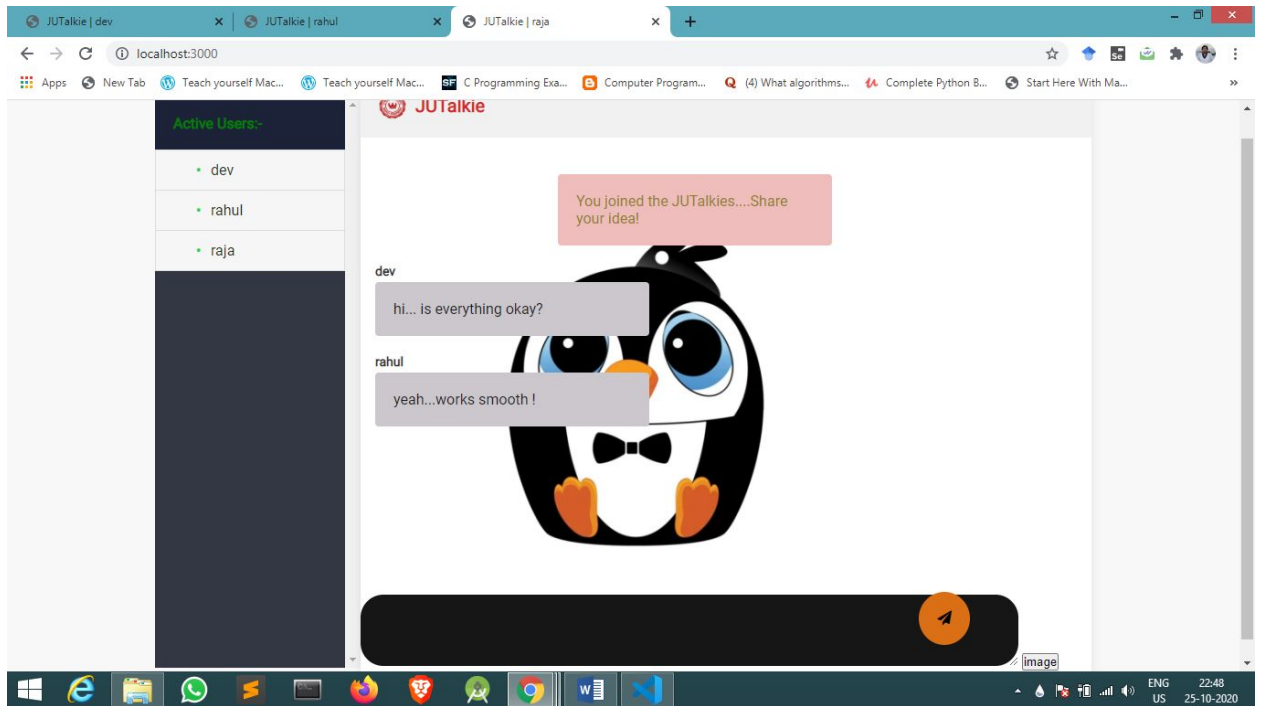 JUTalkie | dev
JUTalkie | rahul
JUTalkie | raja
localhost:3000
Apps
New Tab
Teach yourself Mac...
Teach yourself Mac...
SF C Programming Exa...
Computer Program...
Q (4) What algorithms...
Complete Python B...
Start Here With Ma...
»
JUTalkie
Active Users:-
• dev
• rahul
• raja
You joined the JUTalkies....Share
your idea!
dev
hi... is everything okay?
rahul
yeah...works smooth !
image
ENG
US
22:48
25-10-2020